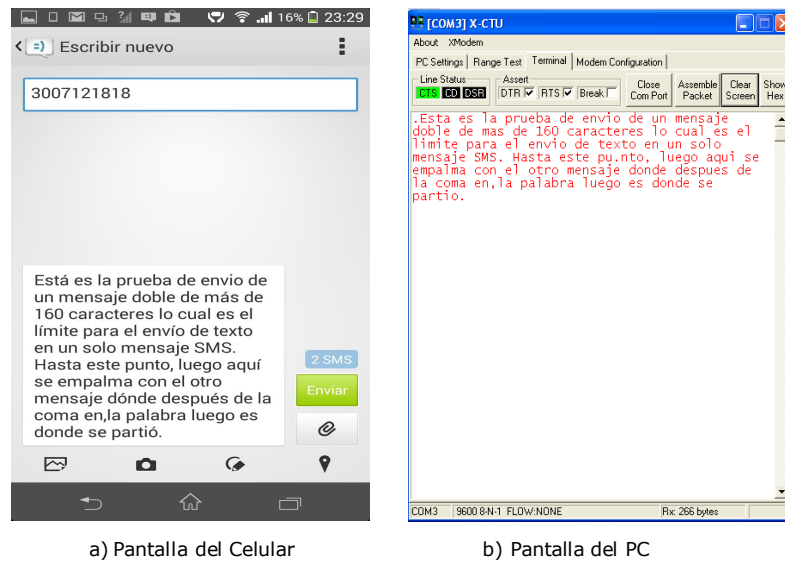 16% 23:29
Escribir nuevo
3007121818
Está es la prueba de envio de
un mensaje doble de más de
160 caracteres lo cual es el
límite para el envío de texto
en un solo mensaje SMS.
Hasta este punto, luego aquí
se empalma con el otro
mensaje dónde después de la
coma en,la palabra luego es
donde se partió.
2 SMS
Enviar
a) Pantalla del Celular
[COM3] X-CTU
About XModem
PC Settings Range Test Terminal Modem Configuration
Line Status
CTS CD DSR
Assert
DTR RTS Break
Close
Com Port
Assemble
Packet
Clear
Screen
Show
Hex
.Esta es la prueba de envio de un mensaje
doble de mas de 160 caracteres lo cual es el
limite para el envio de texto en un solo
mensaje SMS. Hasta este pu.nto, luego aqui se
empalma con el otro mensaje donde despues de
la coma en,la palabra luego es donde se
partio.
COM3 9600 8-N-1 FLOW:NONE Rx: 266 bytes
b) Pantalla del PC